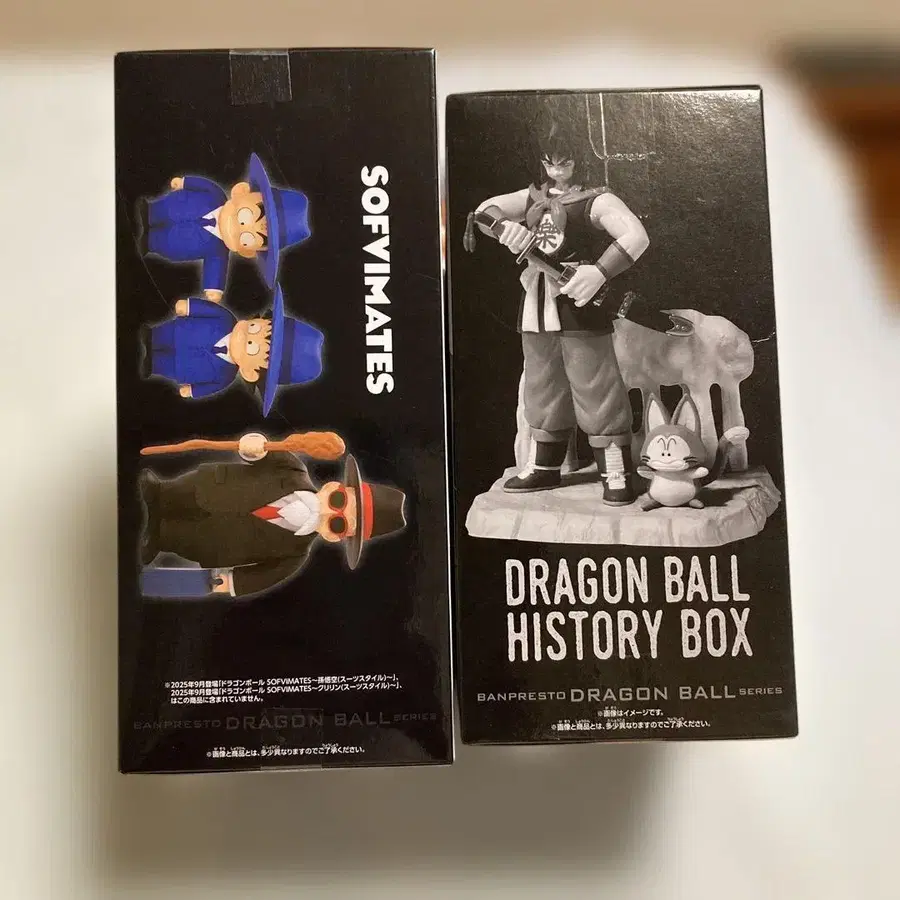 SOFVIMATES
※2025年9月登場「ドラゴンボール SOFVIMATES~孫悟空(スーツスタイル)~」、
2025年9月登場「ドラゴンボール SOFVIMATES~クリリン(スーツスタイル)~」
はこの商品に含まれていません。
BANPRESTO DRAGON BALL SERIES
※画像と商品とは、多少異なりますのでご了承ください。
樂
DRAGON BALL
HISTORY BOX
BANPRESTO DRAGON BALL SERIES
※画像はイメージです。
※画像と商品とは、多少異なりますのでご了承ください。